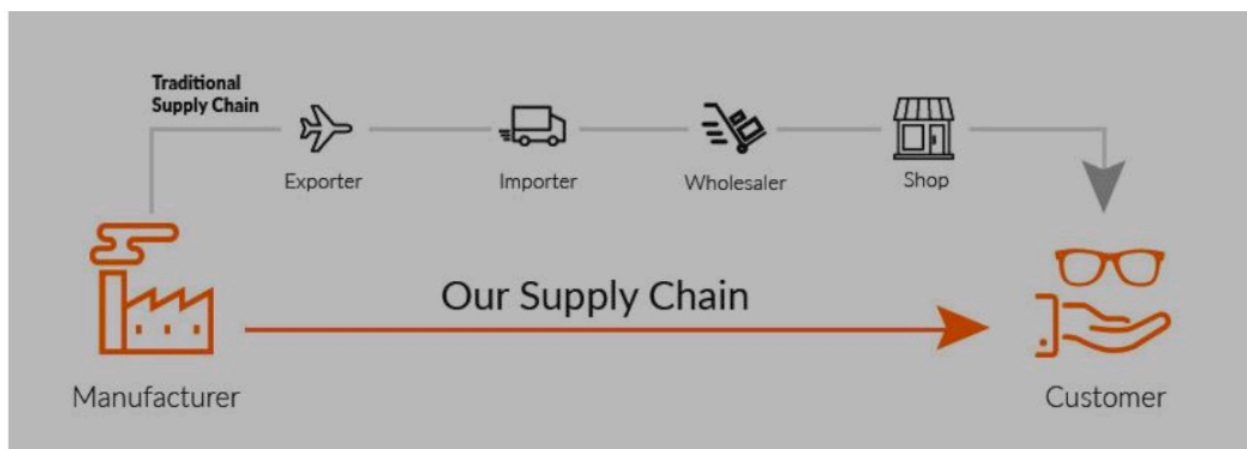 Traditional
Supply Chain
Exporter
Importer
Wholesaler
Shop
Our Supply Chain
Manufacturer
Customer